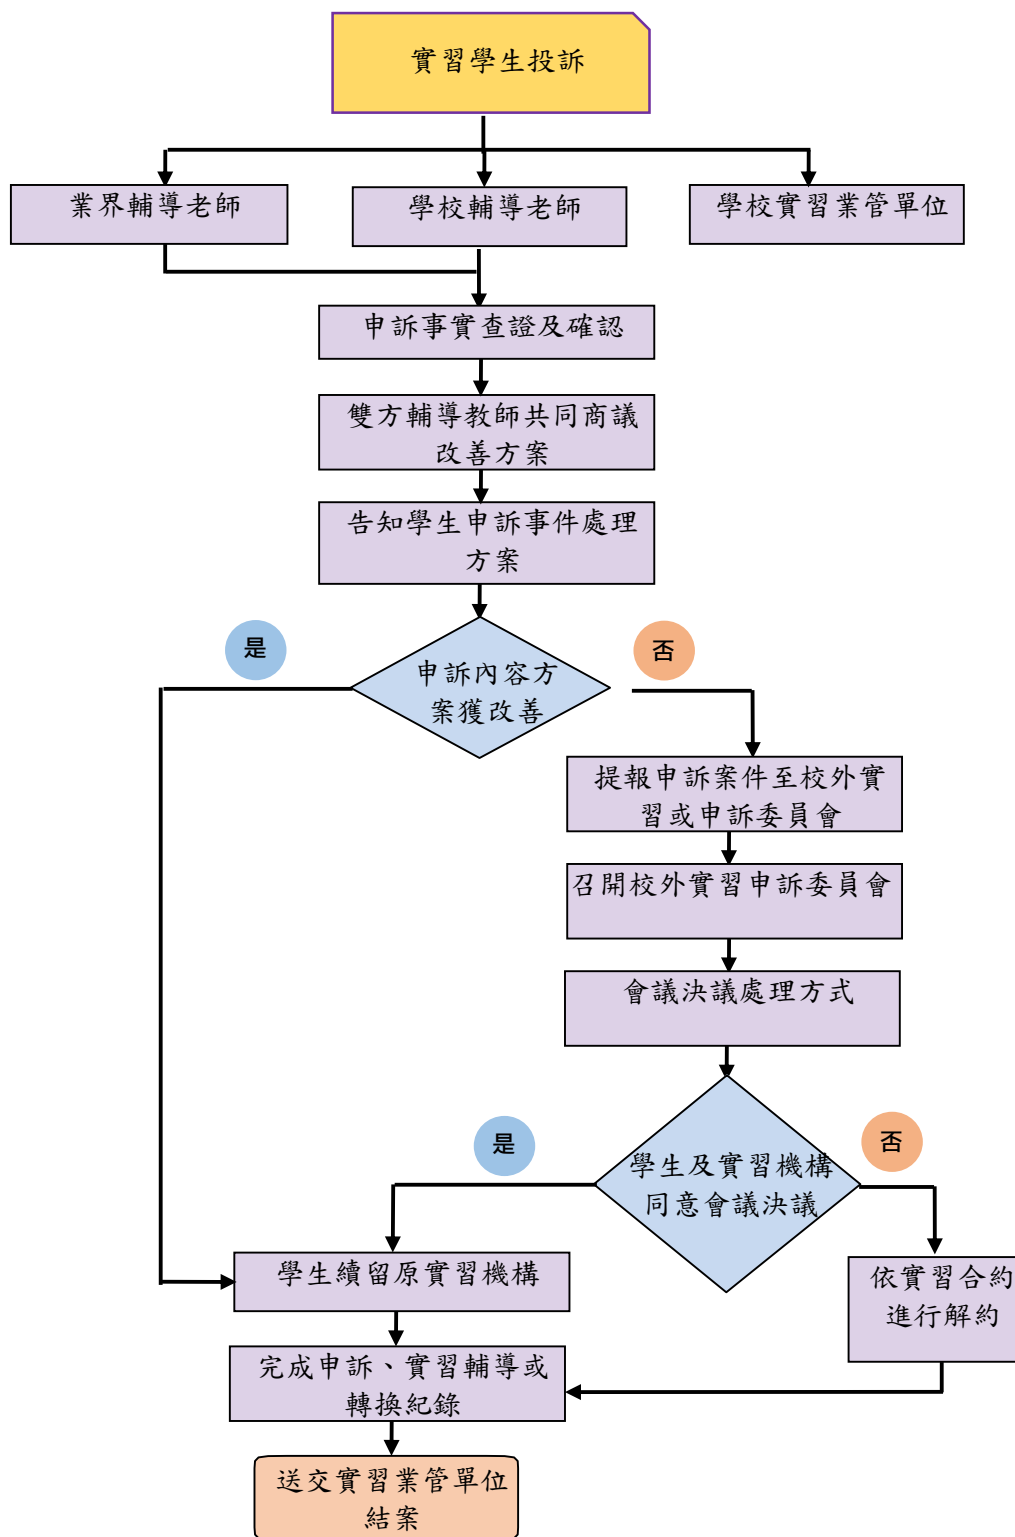 實習學生投訴
業界輔導老師
學校輔導老師
學校實習業管單位
申訴事實查證及確認
雙方輔導教師共同商議
改善方案
告知學生申訴事件處理
方案
是
否
申訴內容方
案獲改善
提報申訴案件至校外實
習或申訴委員會
召開校外實習申訴委員會
會議決議處理方式
是
否
學生及實習機構
同意會議決議
學生續留原實習機構
依實習合約
進行解約
完成申訴、實習輔導或
轉換紀錄
送交實習業管單位
結案